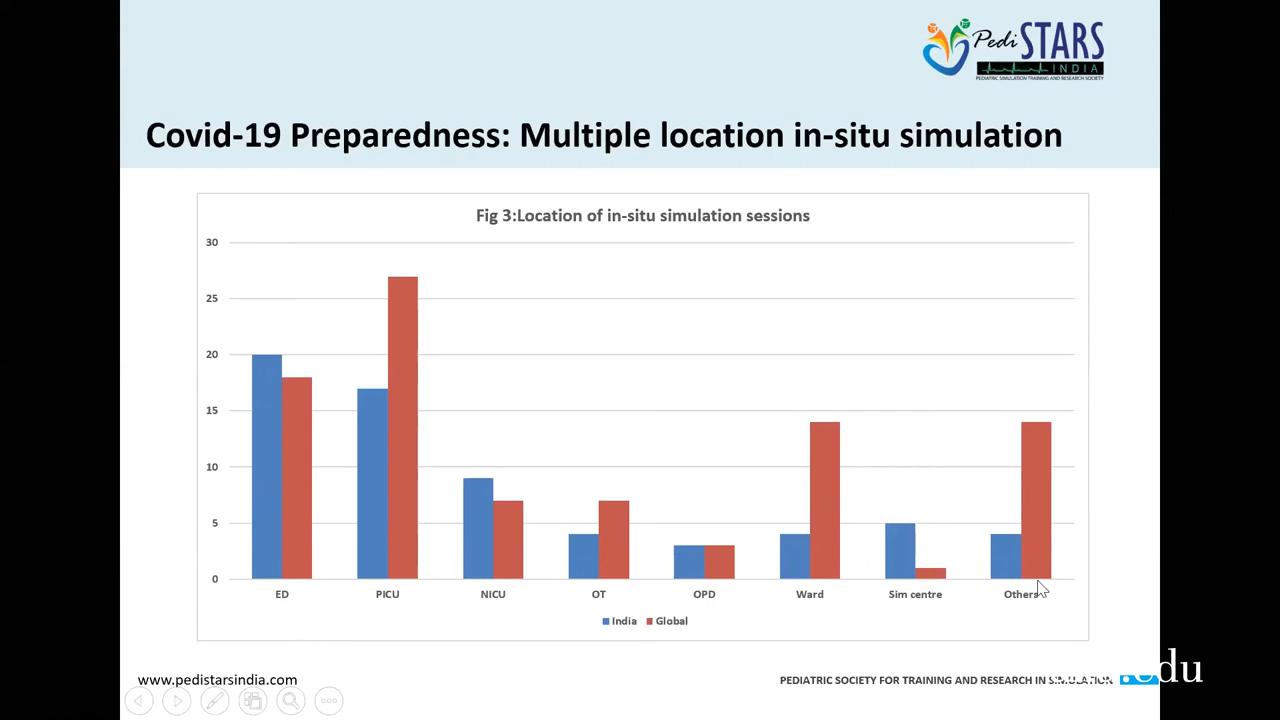 Pedi STARS
INDIA
PEDIATRIC SIMULATION TRAINING AND RESEARCH SOCIETY
Covid-19 Preparedness: Multiple location in-situ simulation
Fig 3:Location of in-situ simulation sessions
30
25
20
15
10
5
0
ED PICU NICU OT OPD Ward Sim centre Others
India Global
www.pedistarsindia.com
PEDIATRIC SOCIETY FOR TRAINING AND RESEARCH IN SIMULATION